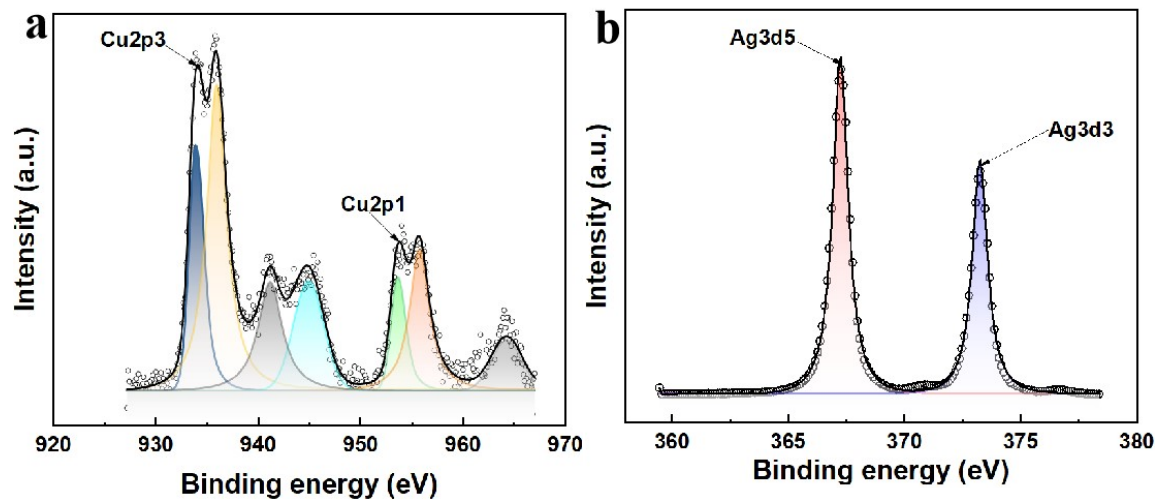 a
Cu2p3
Cu2p1
Intensity (a.u.)
920 930 940 950 960 970
Binding energy (eV)
b
Ag3d5
Ag3d3
Intensity (a.u.)
360 365 370 375 380
Binding energy (eV)